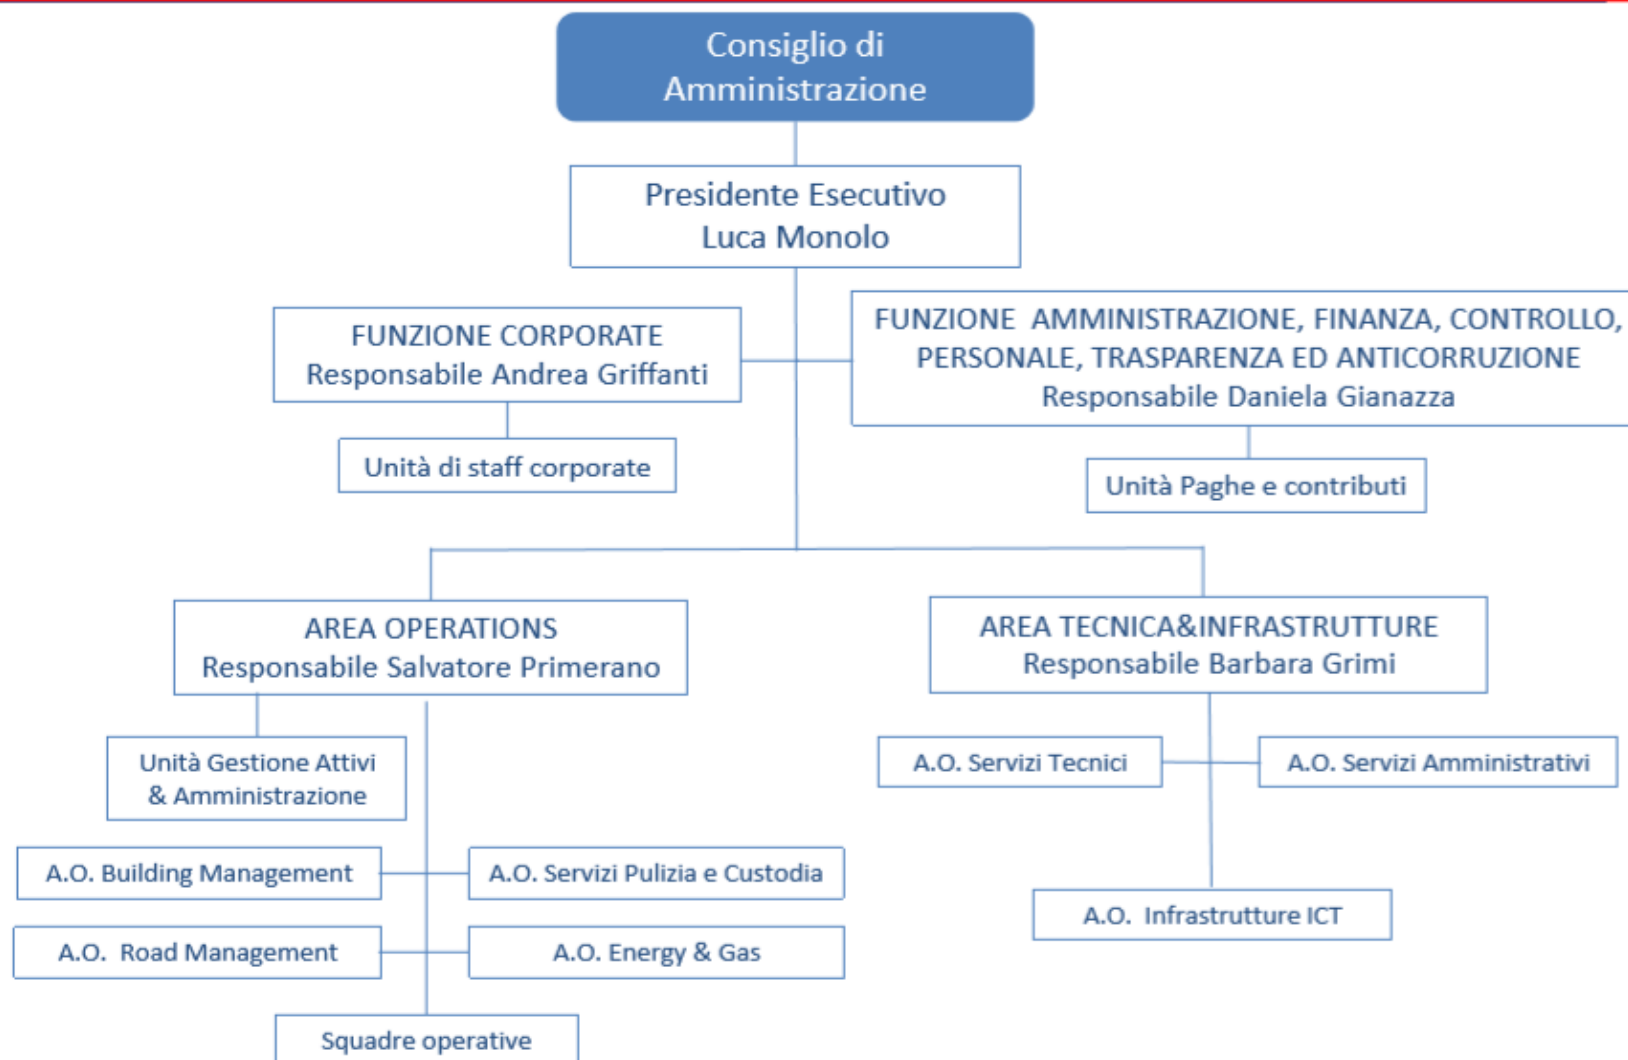 Consiglio di
Amministrazione
Presidente Esecutivo
Luca Monolo
FUNZIONE CORPORATE
Responsabile Andrea Griffanti
FUNZIONE AMMINISTRAZIONE, FINANZA, CONTROLLO,
PERSONALE, TRASPARENZA ED ANTICORRUZIONE
Responsabile Daniela Gianazza
Unità di staff corporate
Unità Paghe e contributi
AREA OPERATIONS
Responsabile Salvatore Primerano
AREA TECNICA&INFRASTRUTTURE
Responsabile Barbara Grimi
Unità Gestione Attivi
& Amministrazione
A.O. Servizi Tecnici
A.O. Servizi Amministrativi
A.O. Building Management
A.O. Servizi Pulizia e Custodia
A.O. Infrastrutture ICT
A.O. Road Management
A.O. Energy & Gas
Squadre operative